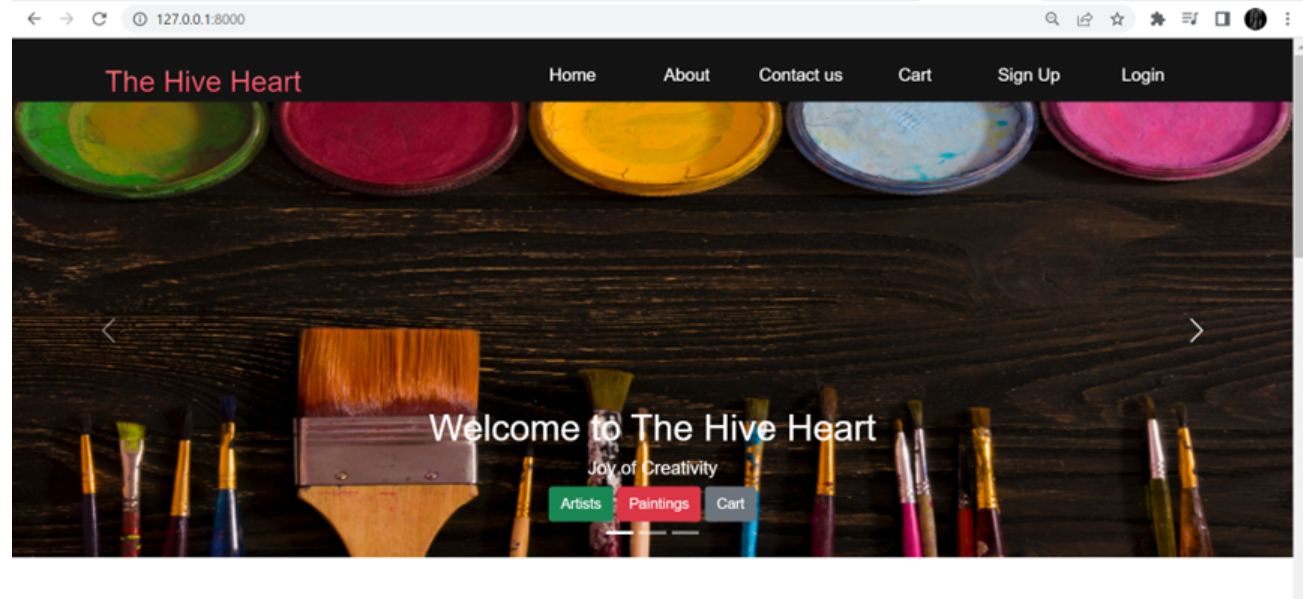 127.0.0.1:8000
The Hive Heart Home About Contact us Cart Sign Up Login
Welcome to The Hive Heart
Joy of Creativity
Artists Paintings Cart